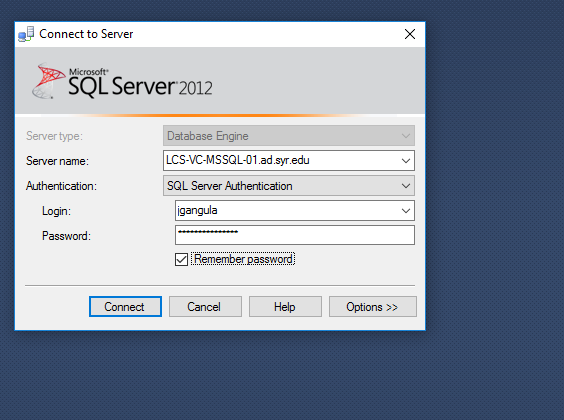 Connect to Server
Microsoft®
SQL Server® 2012
Server type: Database Engine
Server name: LCS-VC-MSSQL-01.ad.syr.edu
Authentication: SQL Server Authentication
Login: jgangula
Password: ***************
Remember password
Connect Cancel Help Options >>